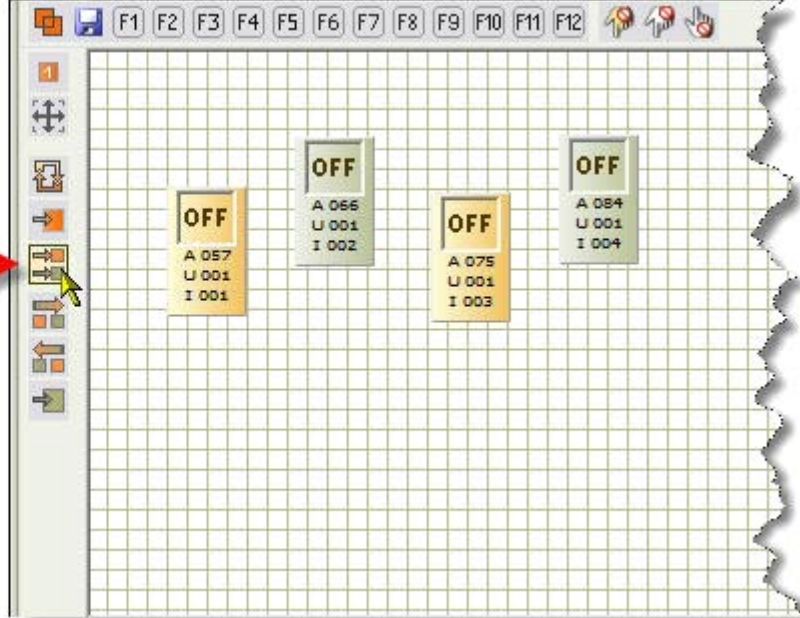 F1 F2 F3 F4 F5 F6 F7 F8 F9 F10 F11 F12
1
OFF
A 057
U 001
I 001
OFF
A 066
U 001
I 002
OFF
A 075
U 001
I 003
OFF
A 084
U 001
I 004